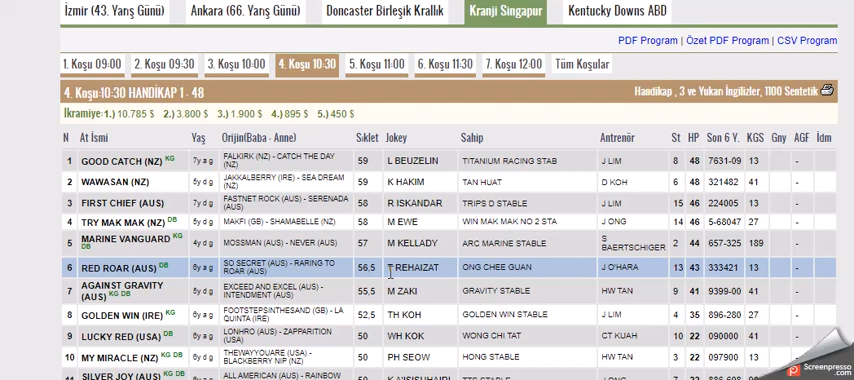 İzmir (43. Yarış Günü) Ankara (66. Yarış Günü) Doncaster Birleşik Krallık Kranji Singapur Kentucky Downs ABD
PDF Program | Özet PDF Program | CSV Program
1. Koşu 09:00 2. Koşu 09:30 3. Koşu 10:00 4. Koşu 10:30 5. Koşu 11:00 6. Koşu 11:30 7. Koşu 12:00 Tüm Koşular
4. Koşu:10:30 HANDİKAP 1 - 48 Handikap , 3 ve Yukarı İngilizler, 1100 Sentetik
İkramiye: 1.) 10.785 $ 2.) 3.800 $ 3.) 1.900 $ 4.) 895 $ 5.) 450 $
N At İsmi Yaş Orijin(Baba - Anne) Sıklet Jokey Sahip Antrenör St HP Son 6 Y. KGS Gny AGF İdm
1 GOOD CATCH (NZ) KG 7y a g FALKIRK (NZ) - CATCH THE DAY (NZ) 59 L BEUZELIN TITANIUM RACING STAB J LIM 8 48 7631-09 13 -
2 WAWASAN (NZ) 5y d g JAKKALBERRY (IRE) - SEA DREAM (NZ) 59 K HAKIM TAN HUAT D KOH 6 48 321482 41 -
3 FIRST CHIEF (AUS) 7y d g FASTNET ROCK (AUS) - SERENADA (AUS) 58 R ISKANDAR TRIPS D STABLE J LIM 15 46 224005 13 -
4 TRY MAK MAK (NZ) DB 5y d g MAKFI (GB) - SHAMABELLE (NZ) 58 M EWE WIN MAK MAK NO 2 STA J ONG 14 46 5-68047 27 -
5 MARINE VANGUARD KG DB 4y d g MOSSMAN (AUS) - NEVER (AUS) 57 M KELLADY ARC MARINE STABLE S BAERTSCHIGER 2 44 657-325 189 -
6 RED ROAR (AUS) DB 6y a g SO SECRET (AUS) - RARING TO ROAR (AUS) 56,5 T REHAIZAT ONG CHEE GUAN J O'HARA 13 43 333421 13 -
7 AGAINST GRAVITY (AUS) KG DB 5y d g EXCEED AND EXCEL (AUS) - INTENDMENT (AUS) 55,5 M ZAKI GRAVITY STABLE HW TAN 9 41 9399-00 41 -
8 GOLDEN WIN (IRE) KG 6y d g FOOTSTEPSINTHESAND (GB) - LA QUINTA (IRE) 52,5 TH KOH GOLDEN WIN STABLE J LIM 4 35 896-280 27 -
9 LUCKY RED (USA) DB 6y d g LONHRO (AUS) - ZAPPARITION (USA) 50 WH KOK WONG CHI TAT CT KUAH 10 22 090000 41 -
10 MY MIRACLE (NZ) KG DB 6y d g THEWAYYOUARE (USA) - BLACKBERRY NIP (NZ) 50 PH SEOW HONG STABLE HW TAN 3 22 097900 13 -
SILVER JOY (AUS) KG ALL AMERICAN (AUS) - RAINBOW
Screenpresso.com